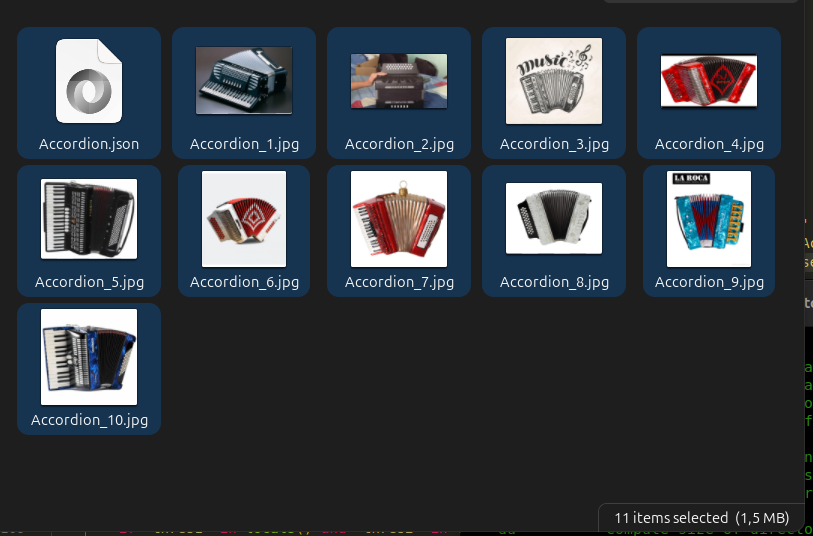 Accordion.json
Accordion_1.jpg
Accordion_2.jpg
music
Accordion_3.jpg
Accordion_4.jpg
Accordion_5.jpg
Accordion_6.jpg
Accordion_7.jpg
Accordion_8.jpg
LA ROCA
Accordion_9.jpg
Accordion_10.jpg
11 items selected (1,5 MB)